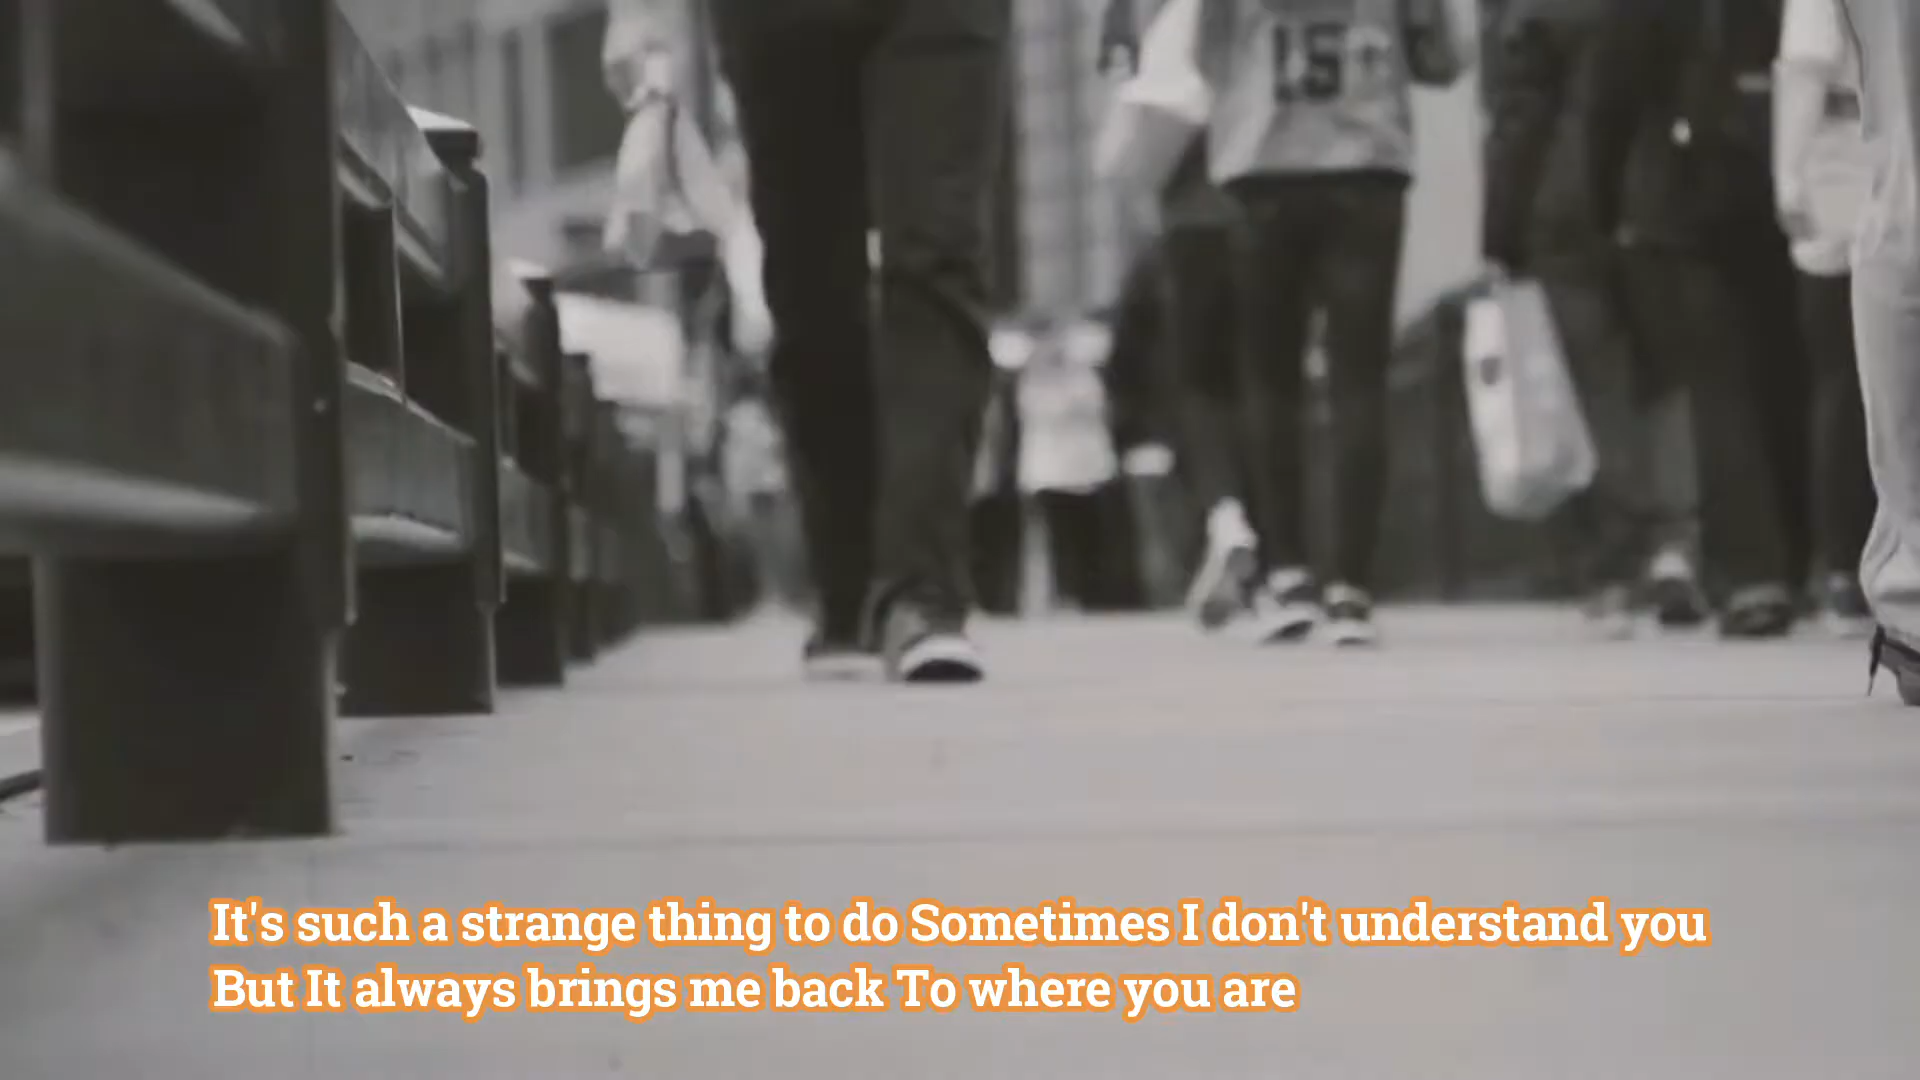 15
It's such a strange thing to do Sometimes I don't understand you
But It always brings me back To where you are